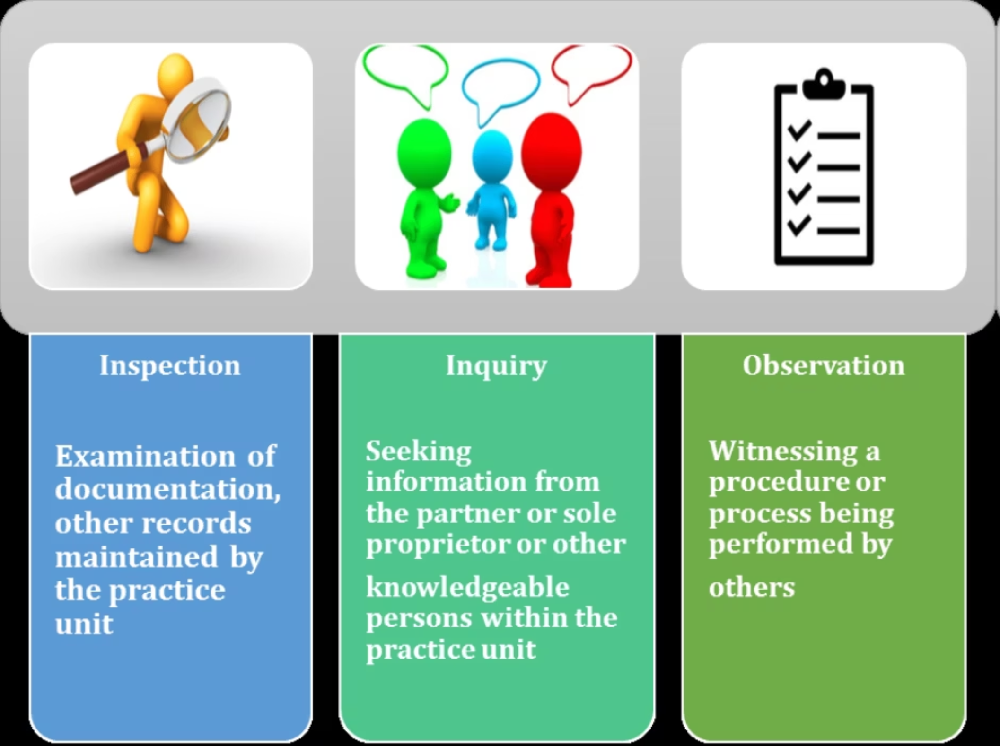 Inspection
Examination of
documentation,
other records
maintained by
the practice
unit
Inquiry
Seeking
information from
the partner or sole
proprietor or other
knowledgeable
persons within the
practice unit
Observation
Witnessing a
procedure or
process being
performed by
others